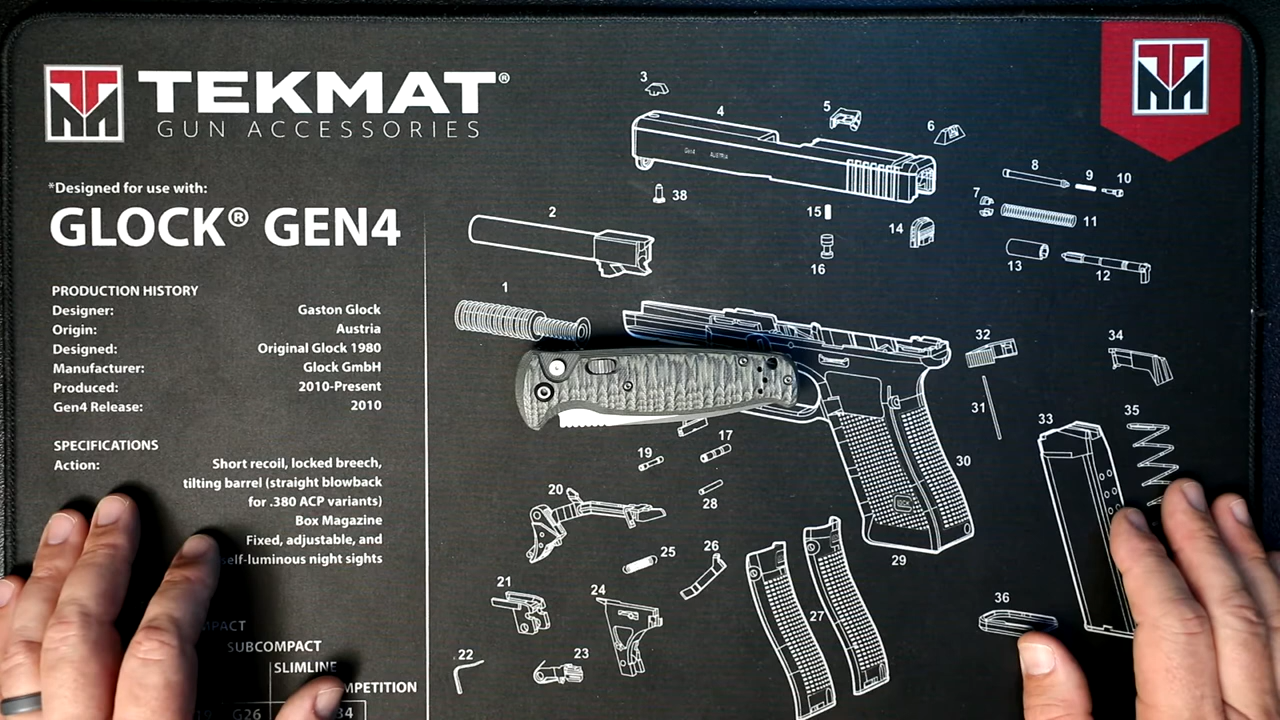 TEKMAT®
GUN ACCESSORIES
*Designed for use with:
GLOCK® GEN4
PRODUCTION HISTORY
Designer: Gaston Glock
Origin: Austria
Designed: Original Glock 1980
Manufacturer: Glock GmbH
Produced: 2010-Present
Gen4 Release: 2010
SPECIFICATIONS
Action: Short recoil, locked breech,
tilting barrel (straight blowback
for .380 ACP variants)
Box Magazine
Fixed, adjustable, and
self-luminous night sights
SUBCOMPACT
SLIMLINE
G26
34
3
4
5
6
Gen4 AUSTRIA
8
9
10
7
11
38
15
14
2
16
13
12
1
32
34
31
33
35
17
19
30
20
28
29
25
26
21
24
27
36
22
23